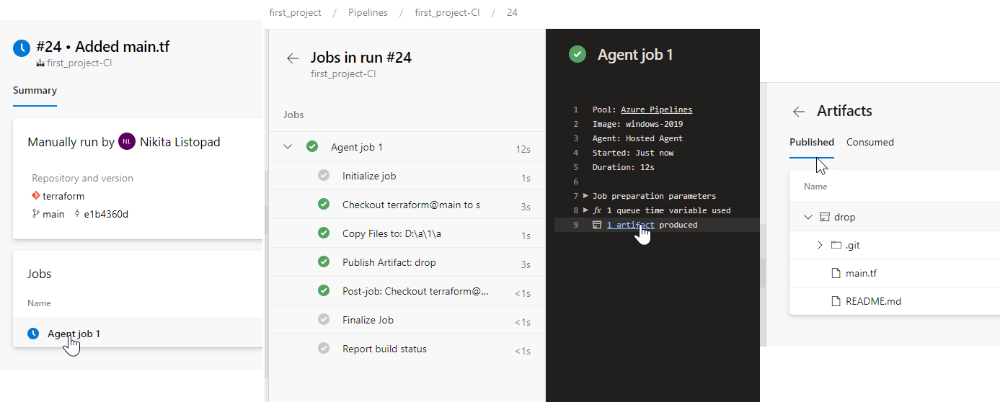 first_project / Pipelines / first_project-CI / 24
#24 • Added main.tf
first_project-CI
Summary
Manually run by NL Nikita Listopad
Repository and version
terraform
main e1b4360d
Jobs
Name
Agent job 1
Jobs in run #24
first_project-CI
Jobs
Agent job 1 12s
Initialize job 1s
Checkout terraform@main to s 3s
Copy Files to: D:\a\1\a 1s
Publish Artifact: drop 3s
Post-job: Checkout terraform@... <1s
Finalize Job <1s
Report build status <1s
Agent job 1
1 Pool: Azure Pipelines
2 Image: windows-2019
3 Agent: Hosted Agent
4 Started: Just now
5 Duration: 12s
6
7 Job preparation parameters
8 fx 1 queue time variable used
9 1 artifact produced
Artifacts
Published Consumed
Name
drop
.git
main.tf
README.md